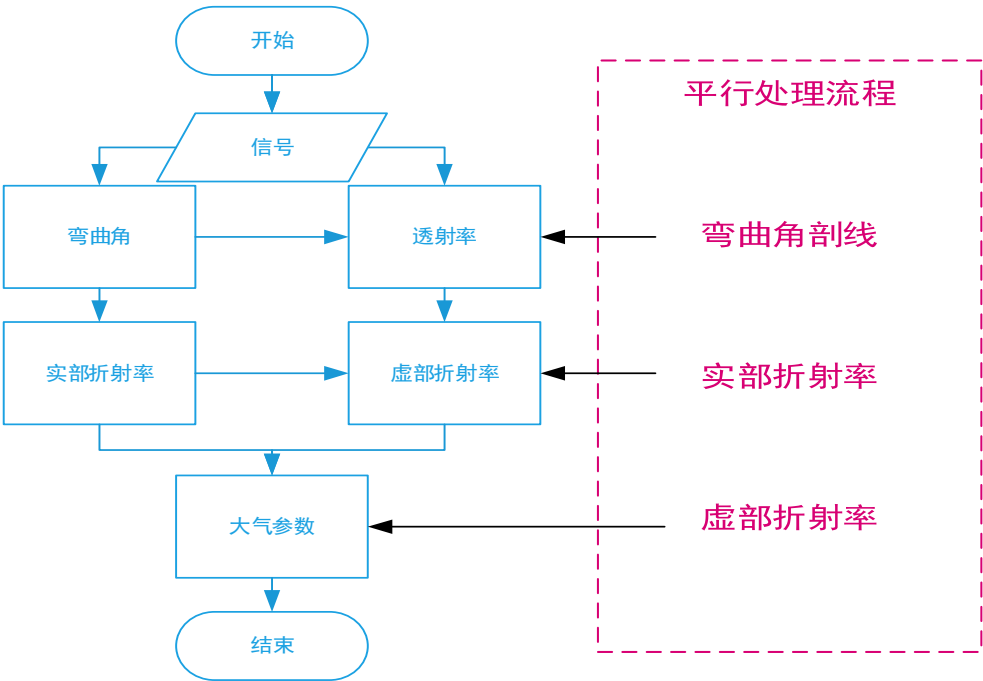 开始
信号
弯曲角
透射率
实部折射率
虚部折射率
大气参数
结束
平行处理流程
弯曲角剖线
实部折射率
虚部折射率